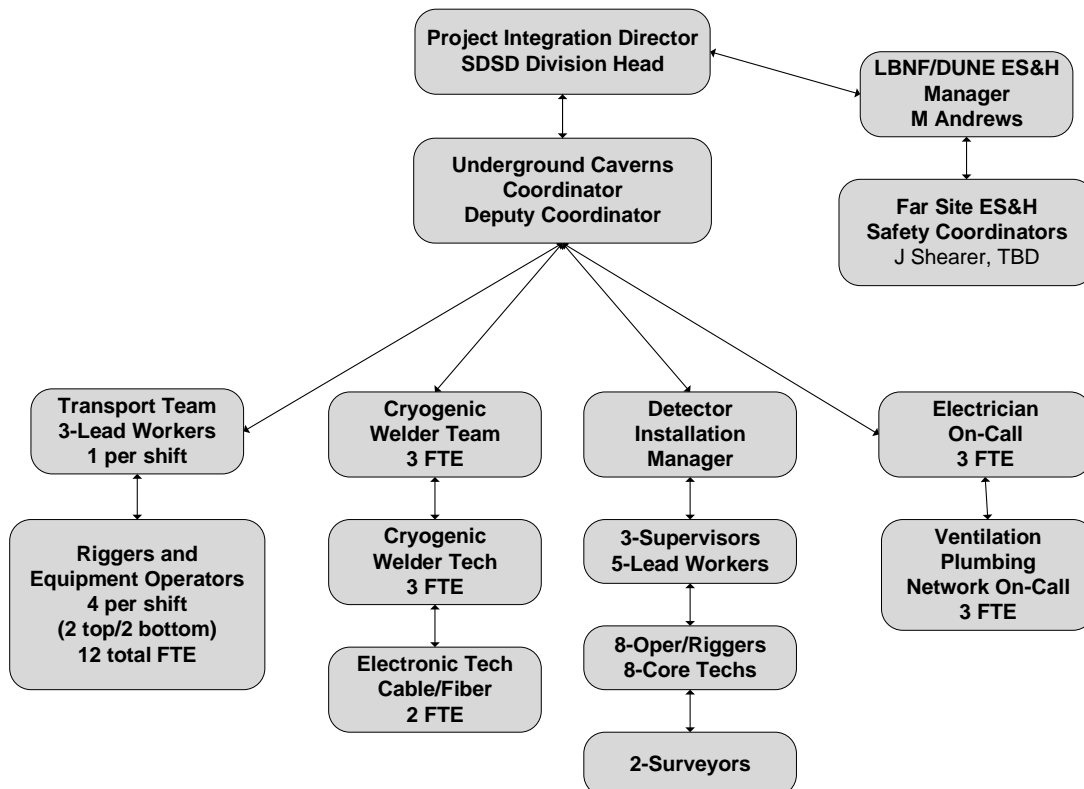 Project Integration Director
SDSD Division Head
LBNF/DUNE ES&H
Manager
M Andrews
Underground Caverns
Coordinator
Deputy Coordinator
Far Site ES&H
Safety Coordinators
J Shearer, TBD
Transport Team
3-Lead Workers
1 per shift
Cryogenic
Welder Team
3 FTE
Detector
Installation
Manager
Electrician
On-Call
3 FTE
Riggers and
Equipment Operators
4 per shift
(2 top/2 bottom)
12 total FTE
Cryogenic
Welder Tech
3 FTE
3-Supervisors
5-Lead Workers
Ventilation
Plumbing
Network On-Call
3 FTE
Electronic Tech
Cable/Fiber
2 FTE
8-Oper/Riggers
8-Core Techs
2-Surveyors